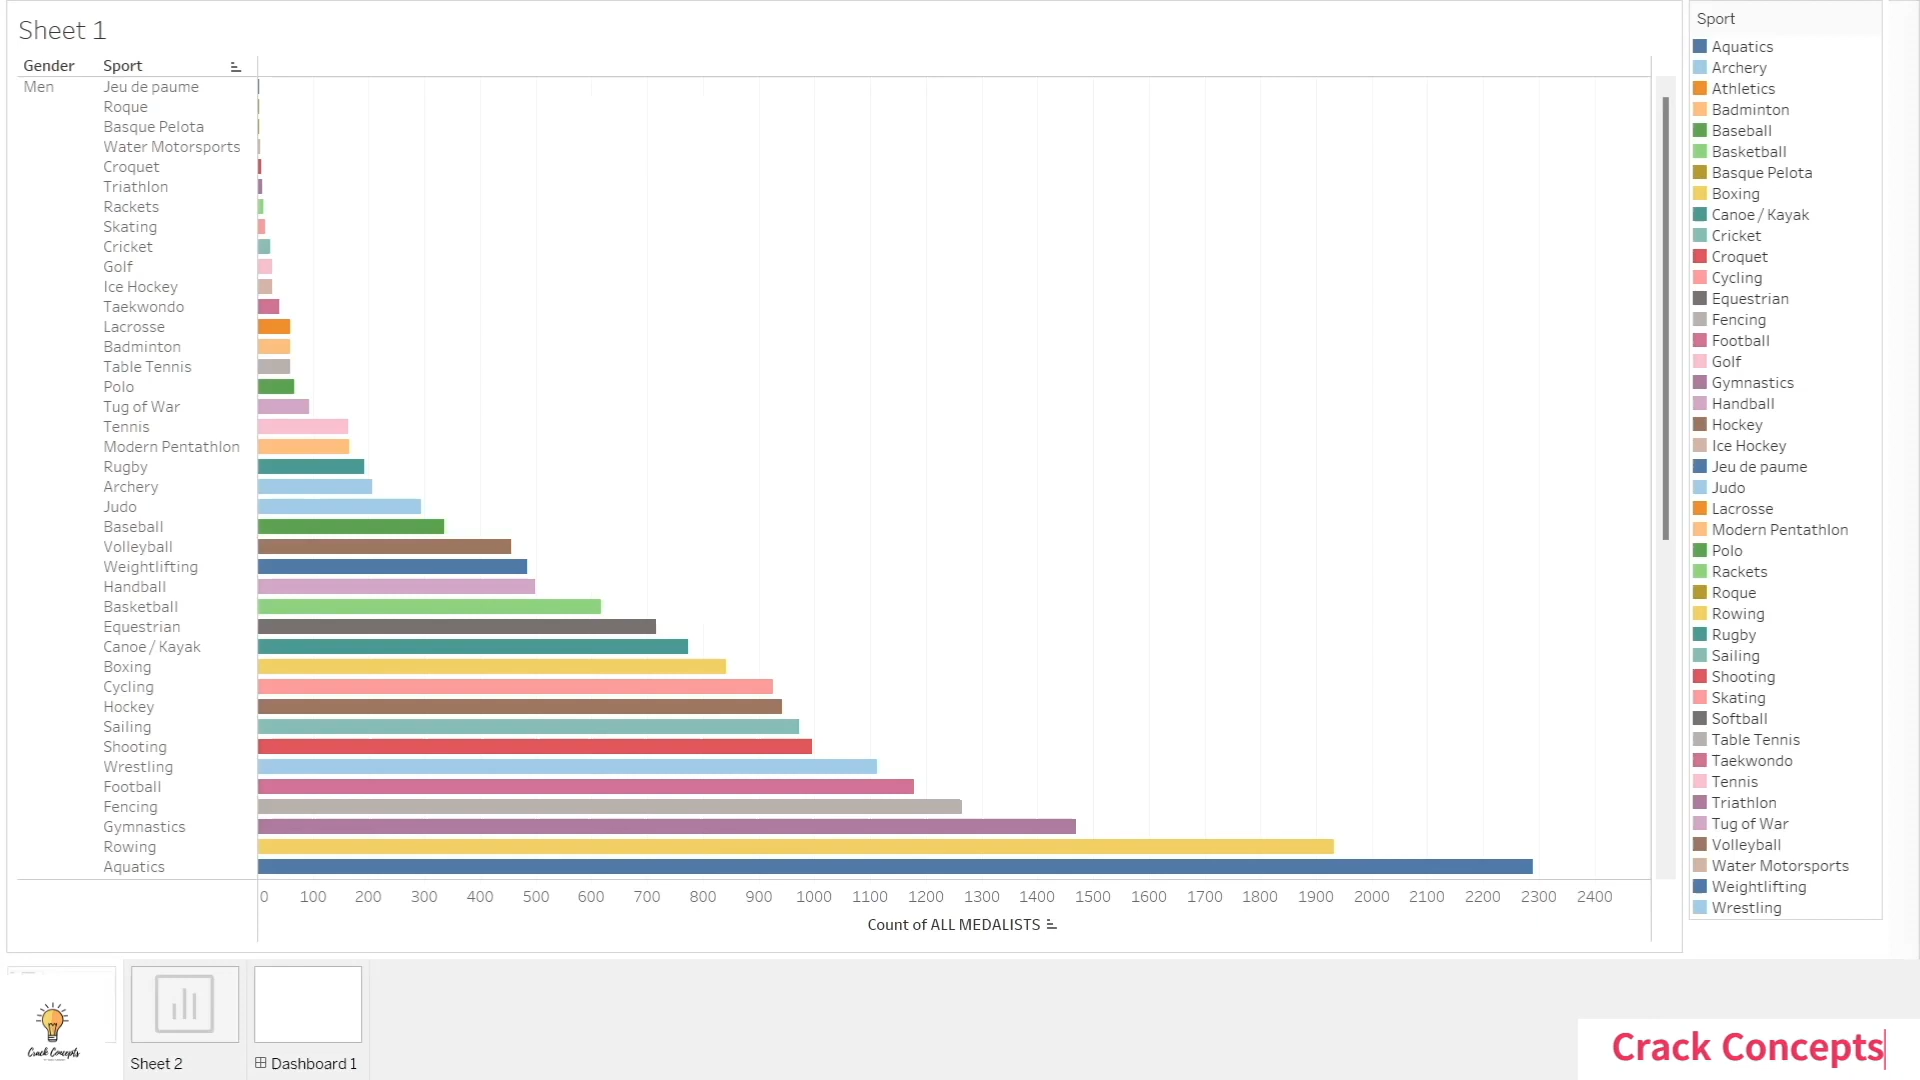 Sheet 1
Gender Sport
Men Jeu de paume
Roque
Basque Pelota
Water Motorsports
Croquet
Triathlon
Rackets
Skating
Cricket
Golf
Ice Hockey
Taekwondo
Lacrosse
Badminton
Table Tennis
Polo
Tug of War
Tennis
Modern Pentathlon
Rugby
Archery
Judo
Baseball
Volleyball
Weightlifting
Handball
Basketball
Equestrian
Canoe / Kayak
Boxing
Cycling
Hockey
Sailing
Shooting
Wrestling
Football
Fencing
Gymnastics
Rowing
Aquatics
0 100 200 300 400 500 600 700 800 900 1000 1100 1200 1300 1400 1500 1600 1700 1800 1900 2000 2100 2200 2300 2400
Count of ALL MEDALISTS
Sport
Aquatics
Archery
Athletics
Badminton
Baseball
Basketball
Basque Pelota
Boxing
Canoe / Kayak
Cricket
Croquet
Cycling
Equestrian
Fencing
Football
Golf
Gymnastics
Handball
Hockey
Ice Hockey
Jeu de paume
Judo
Lacrosse
Modern Pentathlon
Polo
Rackets
Roque
Rowing
Rugby
Sailing
Shooting
Skating
Softball
Table Tennis
Taekwondo
Tennis
Triathlon
Tug of War
Volleyball
Water Motorsports
Weightlifting
Wrestling
Crack Concepts
Sheet 2
Dashboard 1
Crack Concepts